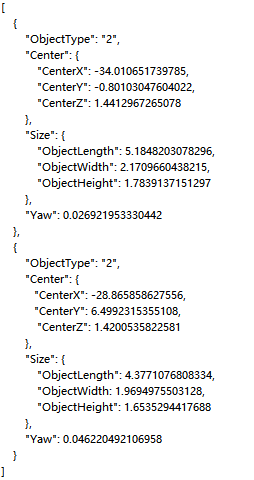 [
{
"ObjectType": "2",
"Center": {
"CenterX": -34.010651739785,
"CenterY": -0.80103047604022,
"CenterZ": 1.4412967265078
},
"Size": {
"ObjectLength": 5.1848203078296,
"ObjectWidth": 2.1709660438215,
"ObjectHeight": 1.7839137151297
},
"Yaw": 0.026921953330442
},
{
"ObjectType": "2",
"Center": {
"CenterX": -28.865858627556,
"CenterY": 6.4992315355108,
"CenterZ": 1.4200535822581
},
"Size": {
"ObjectLength": 4.3771076808334,
"ObjectWidth: 1.9694975503128,
"ObjectHeight": 1.6535294417688
},
"Yaw": 0.046220492106958
}
]